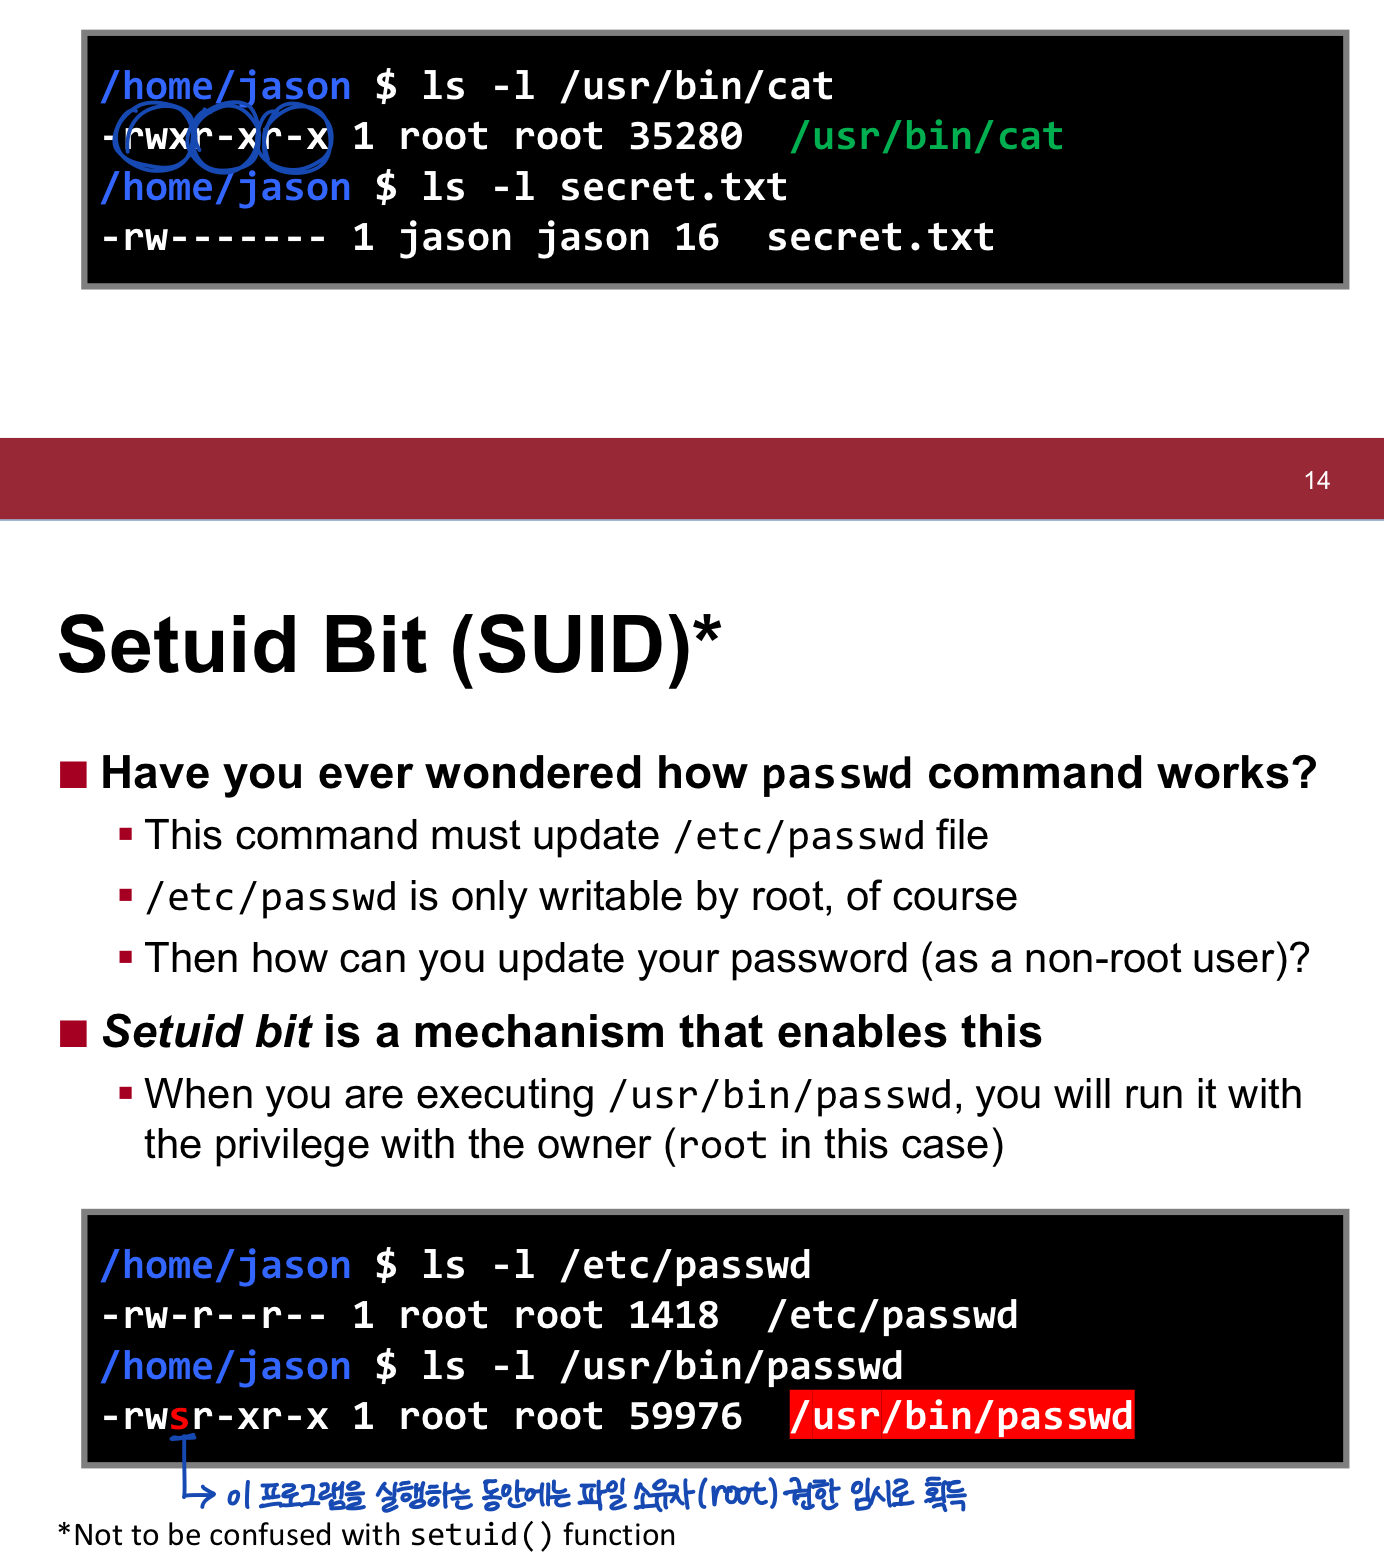 /home/jason $ ls -l /usr/bin/cat
-rwxr-xr-x 1 root root 35280  /usr/bin/cat
/home/jason $ ls -l secret.txt
-rw------- 1 jason jason 16  secret.txt
14
Setuid Bit (SUID)*
Have you ever wondered how passwd command works?
This command must update /etc/passwd file
/etc/passwd is only writable by root, of course
Then how can you update your password (as a non-root user)?
Setuid bit is a mechanism that enables this
When you are executing /usr/bin/passwd, you will run it with
the privilege with the owner (root in this case)
/home/jason $ ls -l /etc/passwd
-rw-r--r-- 1 root root 1418  /etc/passwd
/home/jason $ ls -l /usr/bin/passwd
-rwsr-xr-x 1 root root 59976  /usr/bin/passwd
이 프로그램을 실행하는 동안에는 파일 소유자(root) 권한 임시로 획득
*Not to be confused with setuid() function